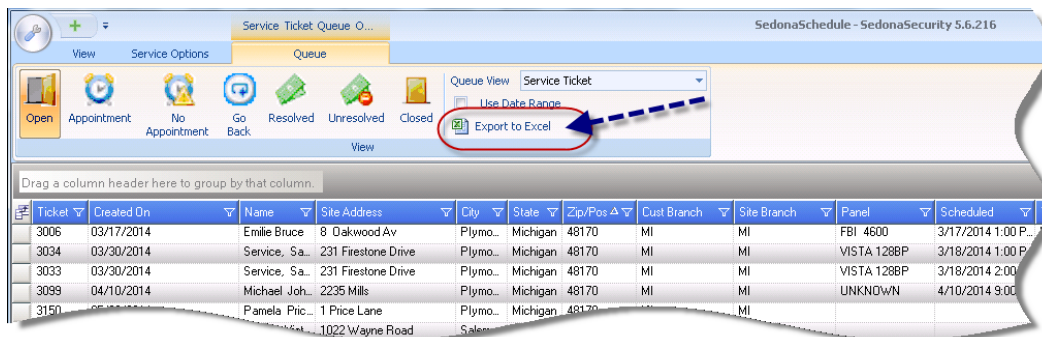 Service Ticket Queue O...
SedonaSchedule - SedonaSecurity 5.6.216
View Service Options Queue
Open Appointment No Appointment Go Back Resolved Unresolved Closed
Queue View Service Ticket
Use Date Range
Export to Excel
View
Drag a column header here to group by that column.
Ticket Created On Name Site Address City State Zip/Pos Cust Branch Site Branch Panel Scheduled
3006 03/17/2014 Emilie Bruce 8 Oakwood Av Plymo... Michigan 48170 MI MI FBI 4600 3/17/2014 1:00 P...
3034 03/30/2014 Service, Sa... 231 Firestone Drive Plymo... Michigan 48170 MI MI VISTA 128BP 3/18/2014 1:00 P
3033 03/30/2014 Service, Sa... 231 Firestone Drive Plymo... Michigan 48170 MI MI VISTA 128BP 3/18/2014 2:00
3099 04/10/2014 Michael Joh... 2235 Mills Plymo... Michigan 48170 MI MI UNKNOWN 4/10/2014 9:00
3150 Pamela Pric... 1 Price Lane Plymo... Michigan 48170 MI MI
1022 Wayne Road